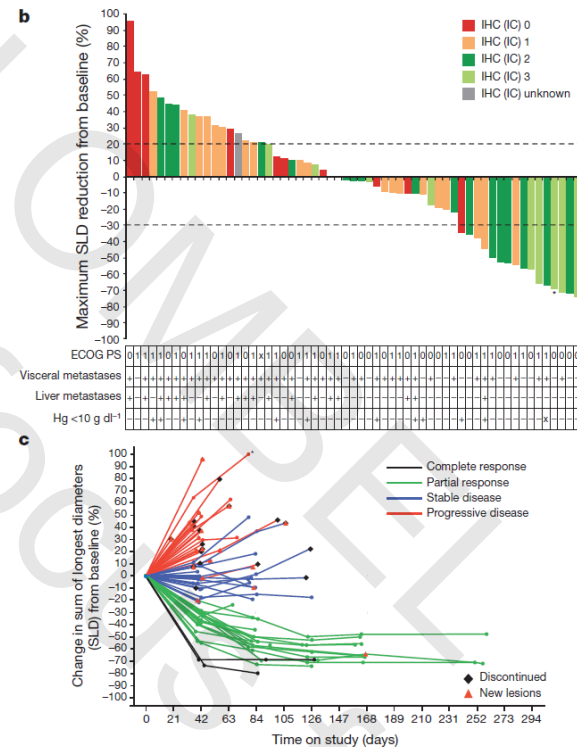 b
IHC (IC) 0
IHC (IC) 1
IHC (IC) 2
IHC (IC) 3
IHC (IC) unknown
Maximum SLD reduction from baseline (%)
100
90
80
70
60
50
40
30
20
10
0
−10
−20
−30
−40
−50
−60
−70
−80
−90
−100
*
ECOG PS
Visceral metastases
Liver metastases
Hg <10 g dl−1
c
Complete response
Partial response
Stable disease
Progressive disease
Change in sum of longest diameters
(SLD) from baseline (%)
100
90
80
70
60
50
40
30
20
10
0
−10
−20
−30
−40
−50
−60
−70
−80
−90
−100
*
Discontinued
New lesions
0 21 42 63 84 105 126 147 168 189 210 231 252 273 294
Time on study (days)